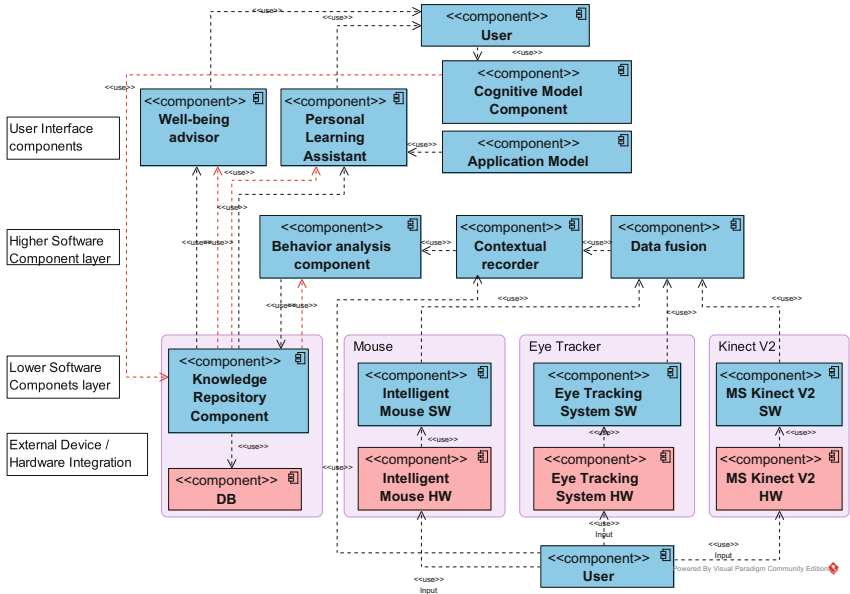 <<component>>
User
<<use>>
<<use>>
<<use>>
<<component>>
Cognitive Model
Component
<<use>>
<<component>>
Well-being
advisor
<<component>>
Personal
Learning
Assistant
<<use>>
<<component>>
Application Model
User Interface
components
<<use>>
<<use>>
<<use>>
<<use>>
<<use>>
Higher Software
Component layer
<<component>>
Behavior analysis
component
<<use>>
<<component>>
Contextual
recorder
<<use>>
<<component>>
Data fusion
<<use>>
<<use>>
<<use>>
<<use>>
<<use>>
Mouse
Eye Tracker
Kinect V2
Lower Software
Componets layer
<<component>>
Knowledge
Repository
Component
<<component>>
Intelligent
Mouse SW
<<component>>
Eye Tracking
System SW
<<component>>
MS Kinect V2
SW
External Device /
Hardware Integration
<<use>>
<<use>>
<<use>>
<<use>>
<<use>>
<<component>>
DB
<<component>>
Intelligent
Mouse HW
<<component>>
Eye Tracking
System HW
<<component>>
MS Kinect V2
HW
<<use>>
Input
<<use>>
Input
<<component>>
User
<<use>>
Input
Powered By Visual Paradigm Community Edition